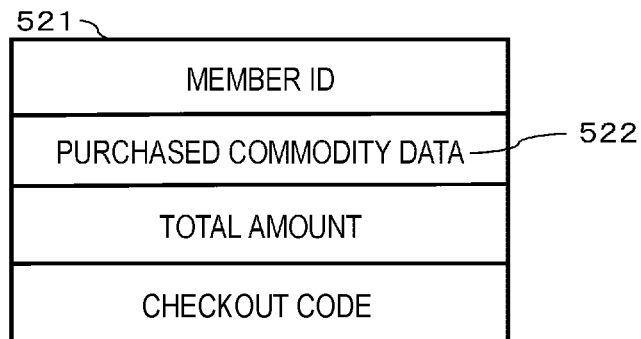 521
MEMBER ID
PURCHASED COMMODITY DATA
522
TOTAL AMOUNT
CHECKOUT CODE